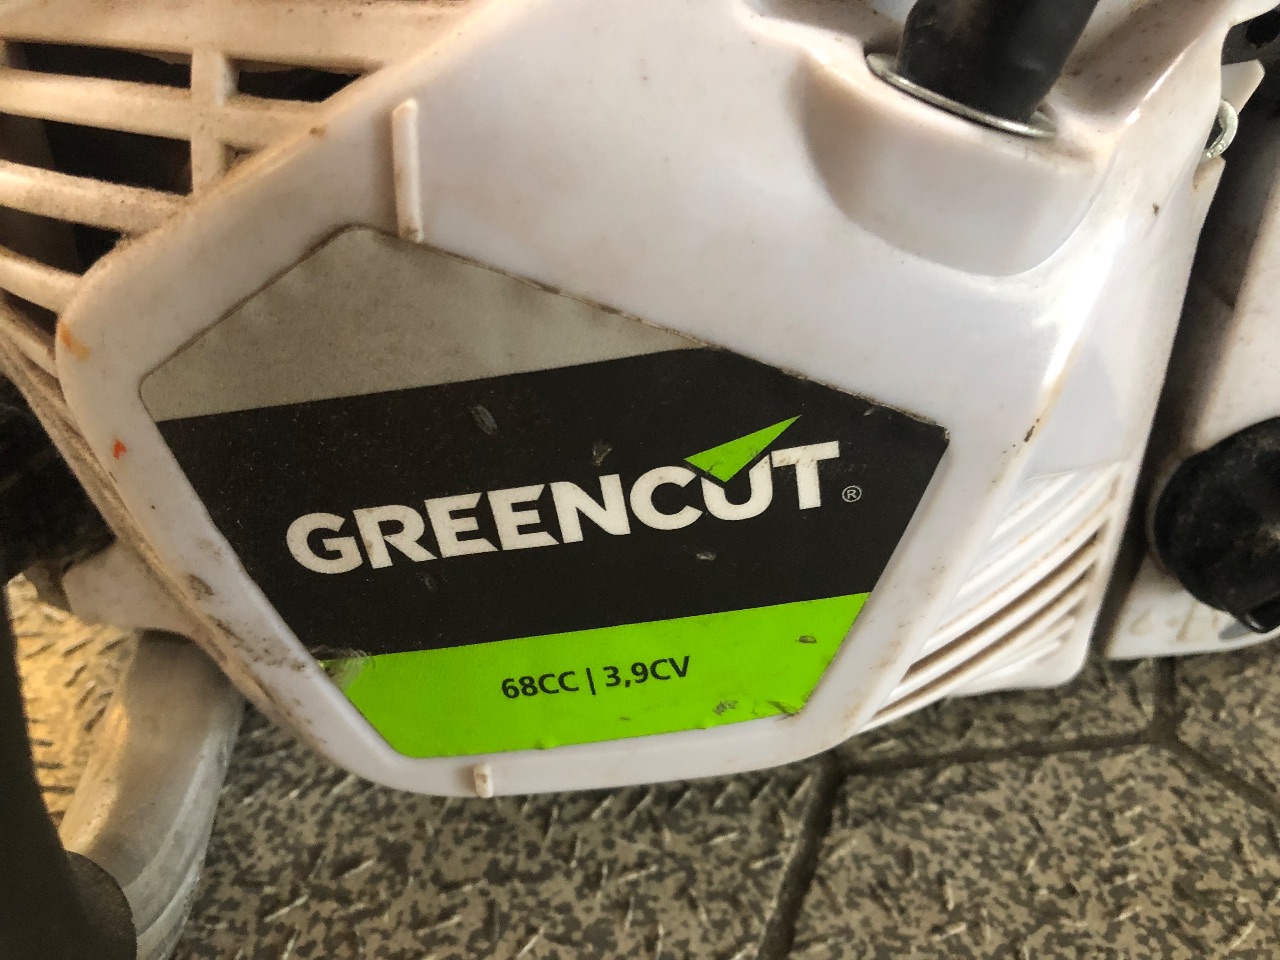 GREENCUT®
68CC | 3,9CV